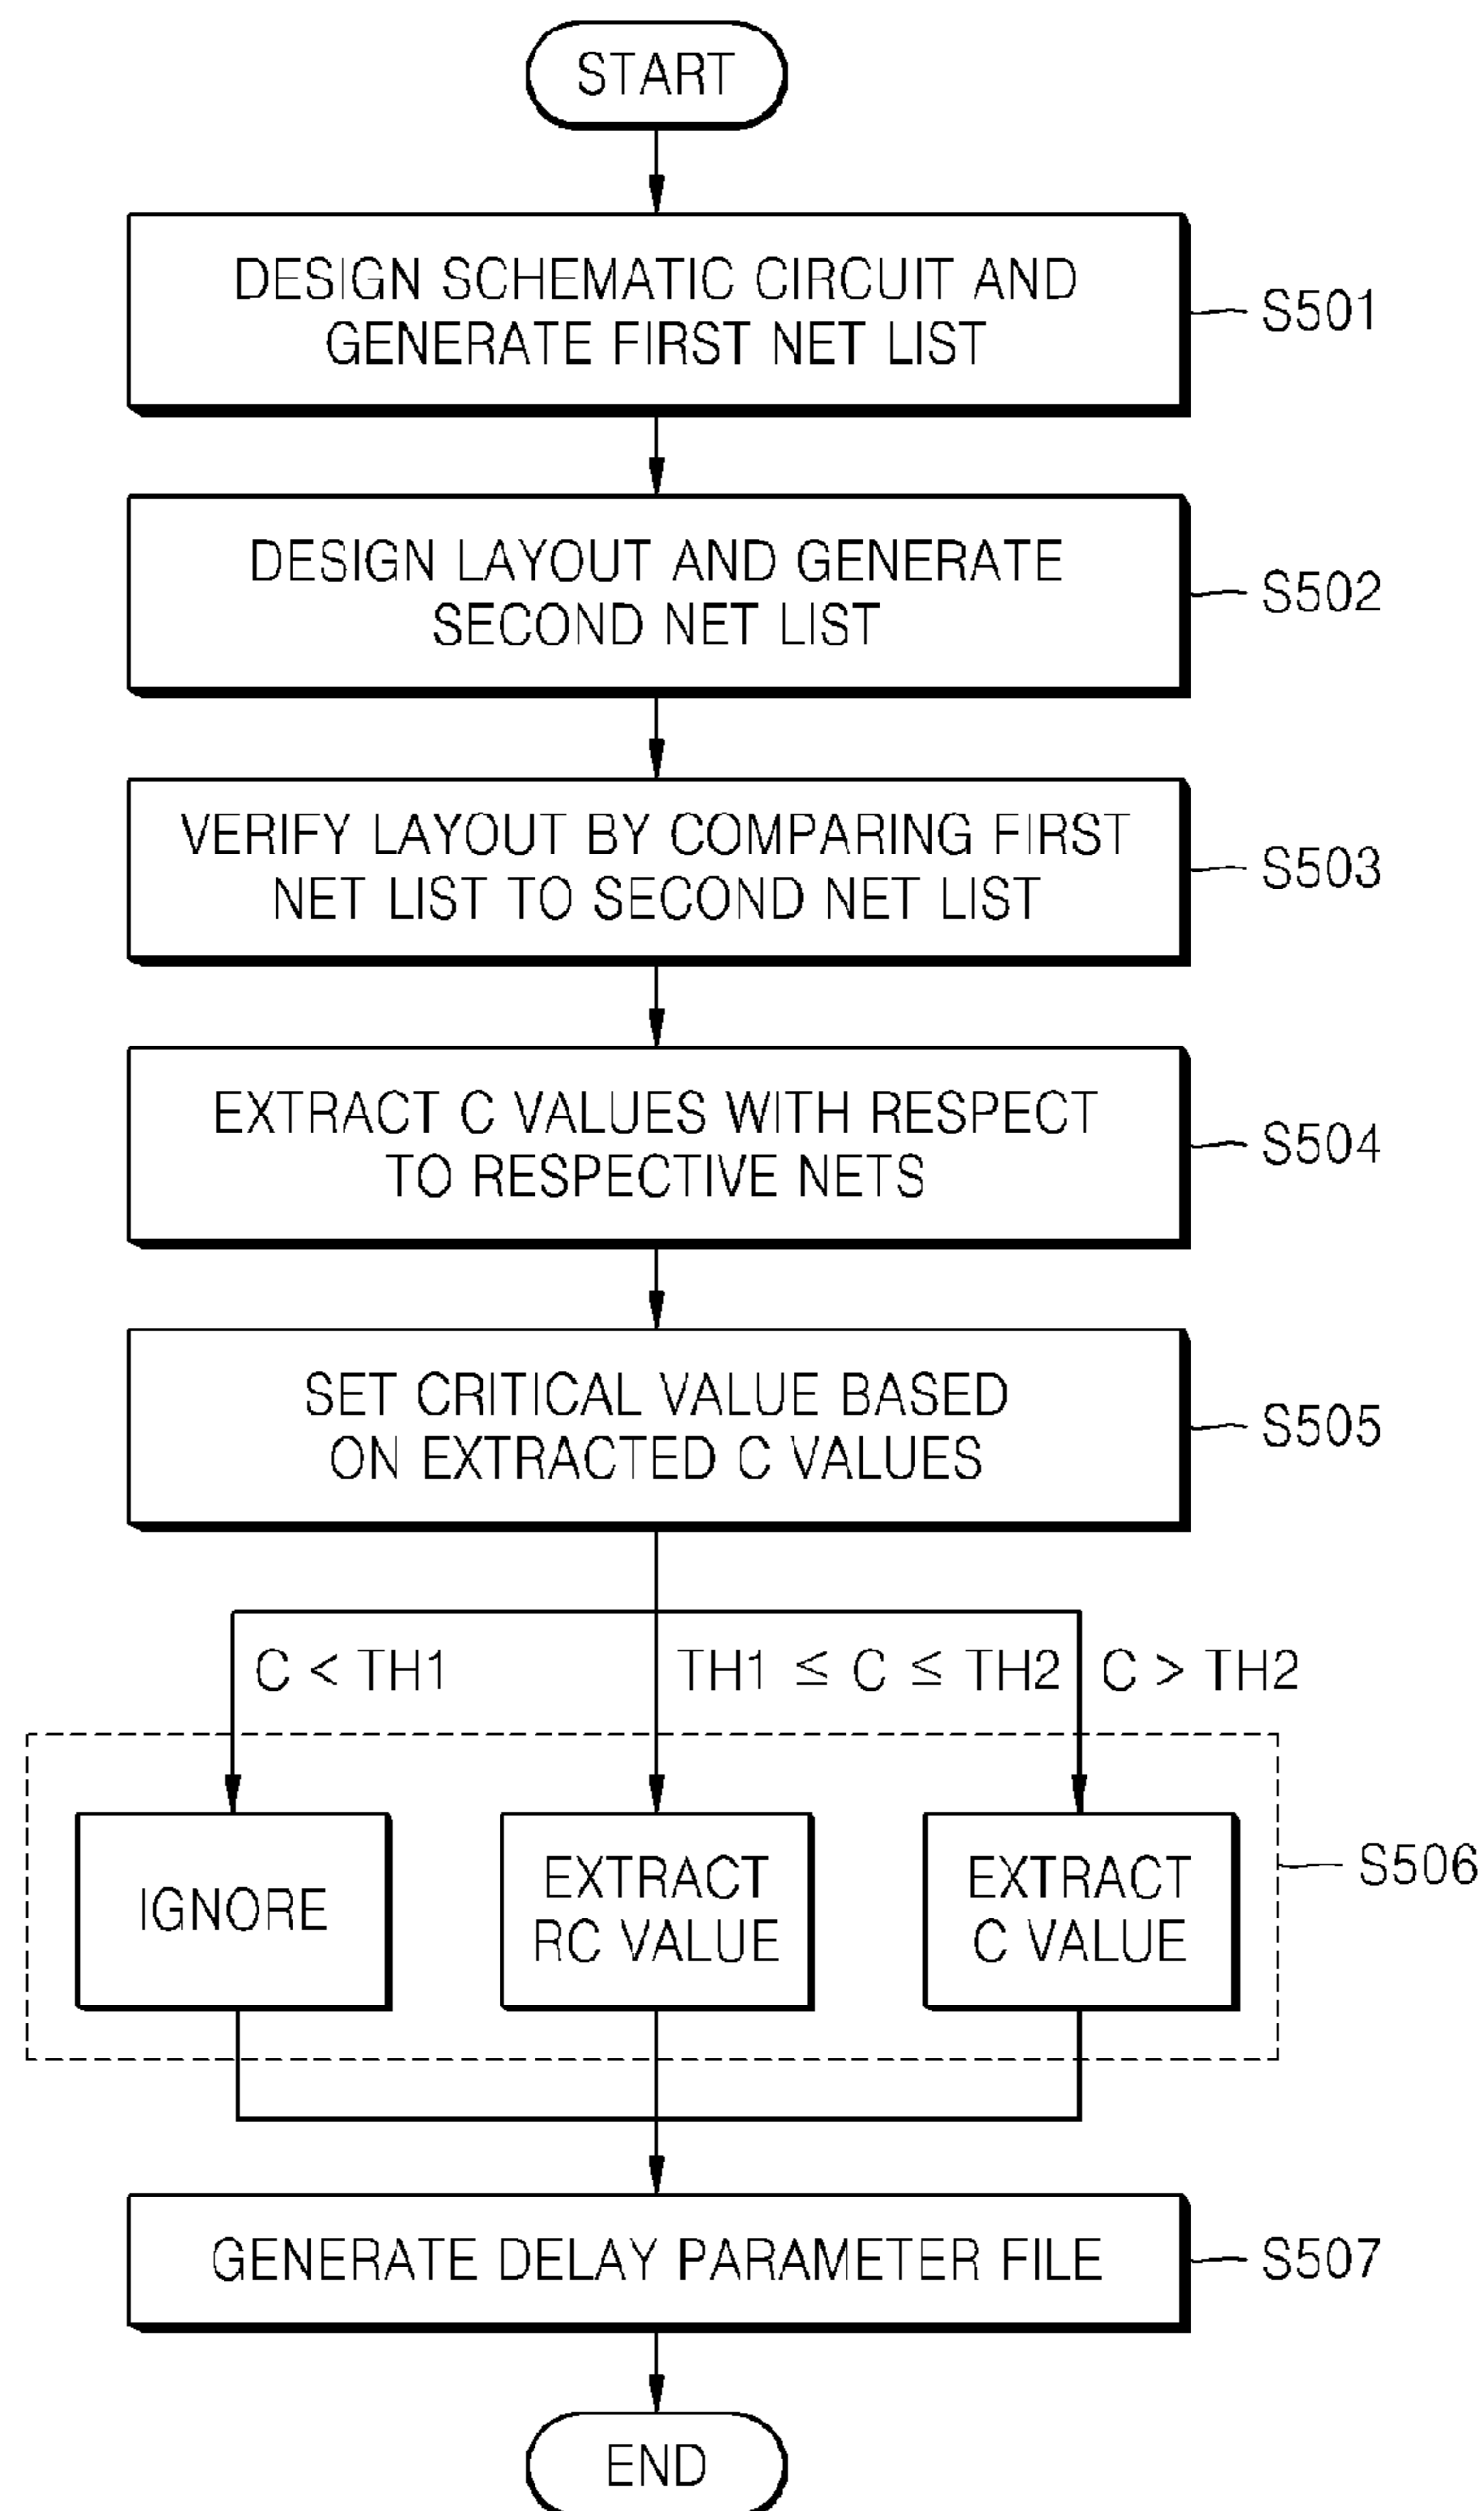 START
DESIGN SCHEMATIC CIRCUIT AND
GENERATE FIRST NET LIST
S501
DESIGN LAYOUT AND GENERATE
SECOND NET LIST
S502
VERIFY LAYOUT BY COMPARING FIRST
NET LIST TO SECOND NET LIST
S503
EXTRACT C VALUES WITH RESPECT
TO RESPECTIVE NETS
S504
SET CRITICAL VALUE BASED
ON EXTRACTED C VALUES
S505
C < TH1
TH1 ≤ C ≤ TH2
C > TH2
IGNORE
EXTRACT
RC VALUE
EXTRACT
C VALUE
S506
GENERATE DELAY PARAMETER FILE
S507
END